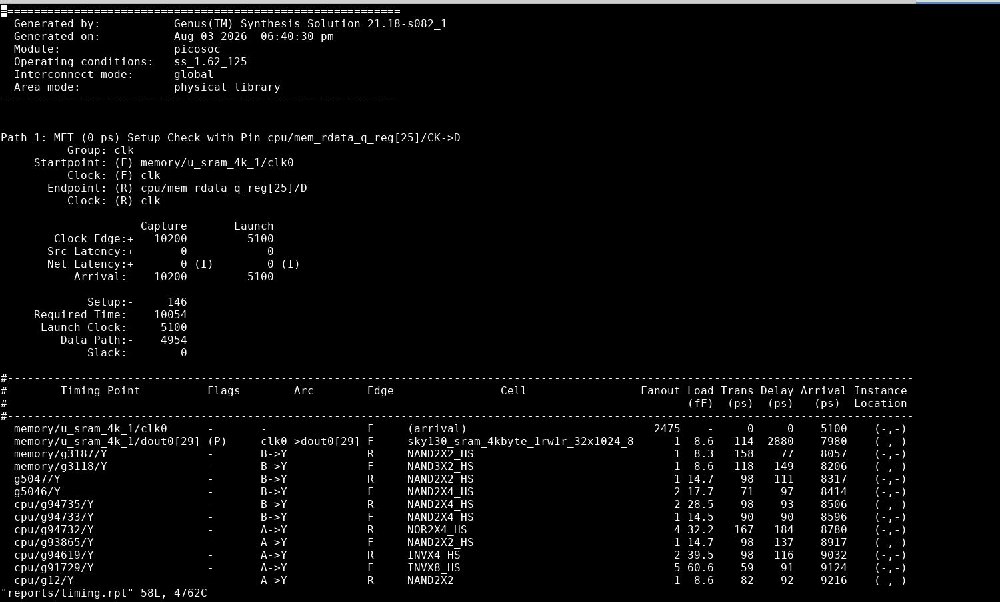 ============================================================
  Generated by:           Genus(TM) Synthesis Solution 21.18-s082_1
  Generated on:           Aug 03 2026  06:40:30 pm
  Module:                 picosoc
  Operating conditions:   ss_1.62_125
  Interconnect mode:      global
  Area mode:              physical library
============================================================
Path 1: MET (0 ps) Setup Check with Pin cpu/mem_rdata_q_reg[25]/CK->D
          Group: clk
     Startpoint: (F) memory/u_sram_4k_1/clk0
          Clock: (F) clk
       Endpoint: (R) cpu/mem_rdata_q_reg[25]/D
          Clock: (R) clk
                     Capture       Launch
        Clock Edge:+   10200         5100
       Src Latency:+       0            0
       Net Latency:+       0 (I)        0 (I)
           Arrival:=   10200         5100
             Setup:-     146
     Required Time:=   10054
      Launch Clock:-    5100
         Data Path:-    4954
             Slack:=       0
#----------------------------------------------------------------------------------------------------------------------------------------
#        Timing Point          Flags        Arc        Edge                Cell                 Fanout Load Trans Delay Arrival Instance
#                                                                                                      (fF)  (ps)  (ps)   (ps)  Location
#----------------------------------------------------------------------------------------------------------------------------------------
  memory/u_sram_4k_1/clk0      -       -               F     (arrival)                            2475    -     0     0    5100    (-,-)
  memory/u_sram_4k_1/dout0[29] (P)     clk0->dout0[29] F     sky130_sram_4kbyte_1rw1r_32x1024_8      1  8.6   114  2880    7980    (-,-)
  memory/g3187/Y               -       B->Y            R     NAND2X2_HS                              1  8.3   158    77    8057    (-,-)
  memory/g3118/Y               -       B->Y            F     NAND3X2_HS                              1  8.6   118   149    8206    (-,-)
  g5047/Y                      -       B->Y            R     NAND2X2_HS                              1 14.7    98   111    8317    (-,-)
  g5046/Y                      -       B->Y            F     NAND2X4_HS                              2 17.7    71    97    8414    (-,-)
  cpu/g94735/Y                 -       B->Y            R     NAND2X4_HS                              2 28.5    98    93    8506    (-,-)
  cpu/g94733/Y                 -       B->Y            F     NAND2X4_HS                              1 14.5    90    90    8596    (-,-)
  cpu/g94732/Y                 -       A->Y            R     NOR2X4_HS                               4 32.2   167   184    8780    (-,-)
  cpu/g93865/Y                 -       A->Y            F     NAND2X2_HS                              1 14.7    98   137    8917    (-,-)
  cpu/g94619/Y                 -       A->Y            R     INVX4_HS                                2 39.5    98   116    9032    (-,-)
  cpu/g91729/Y                 -       A->Y            F     INVX8_HS                                5 60.6    59    91    9124    (-,-)
  cpu/g12/Y                    -       A->Y            R     NAND2X2                                 1  8.6    82    92    9216    (-,-)
"reports/timing.rpt" 58L, 4762C